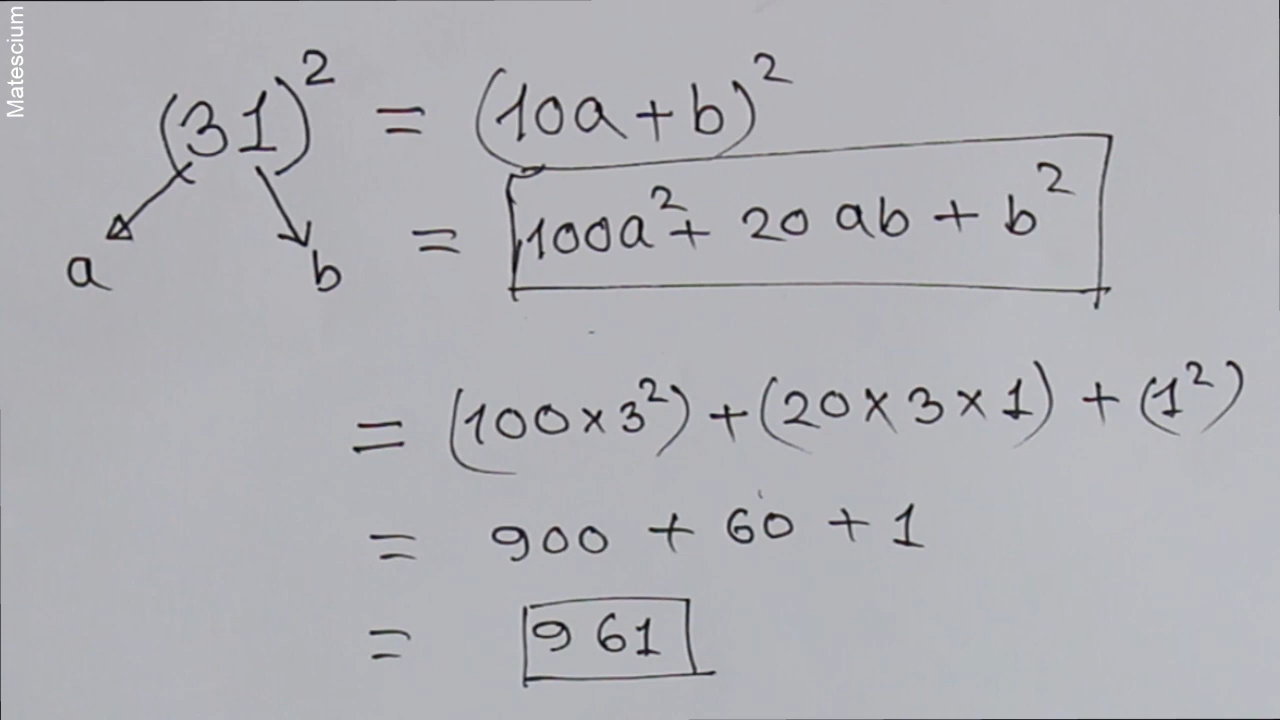 Matescium
(31)² = (10a + b)²
a b = 100a² + 20 ab + b²
= (100 × 3²) + (20 × 3 × 1) + (1²)
= 900 + 60 + 1
= 961